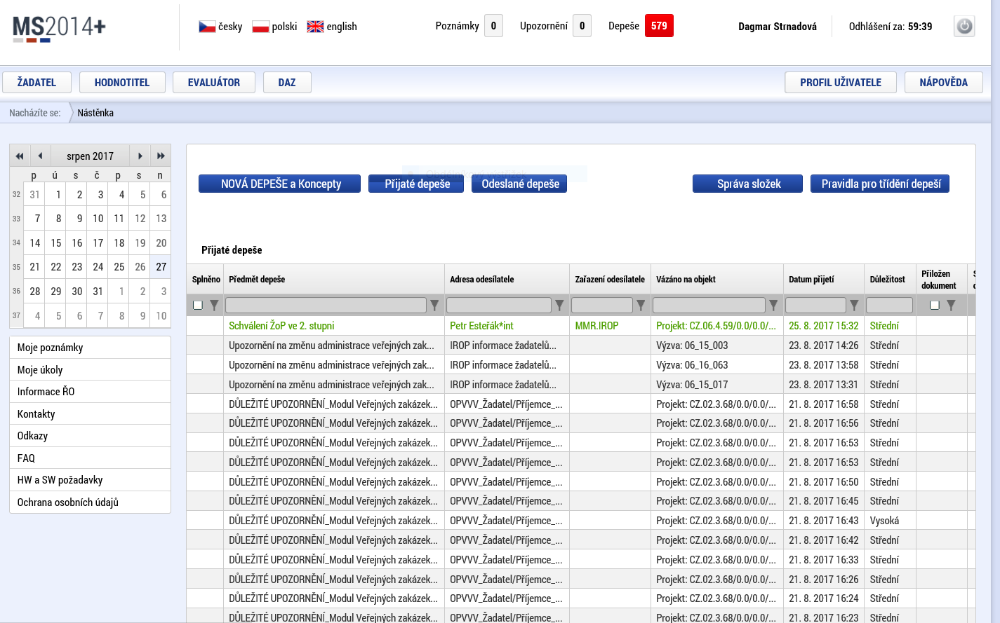 MS2014+
česky polski english
Poznámky 0 Upozornění 0 Depeše 579
Dagmar Strnadová Odhlášení za: 59:39
ŽADATEL HODNOTITEL EVALUÁTOR DAZ PROFIL UŽIVATELE NÁPOVĚDA
Nacházíte se: Nástěnka
srpen 2017
p ú s č p s n
32 31 1 2 3 4 5 6
33 7 8 9 10 11 12 13
34 14 15 16 17 18 19 20
35 21 22 23 24 25 26 27
36 28 29 30 31 1 2 3
37 4 5 6 7 8 9 10
Moje poznámky
Moje úkoly
Informace ŘO
Kontakty
Odkazy
FAQ
HW a SW požadavky
Ochrana osobních údajů
NOVÁ DEPEŠE a Koncepty Přijaté depeše Odeslané depeše Správa složek Pravidla pro třídění depeší
Přijaté depeše
Splněno Předmět depeše Adresa odesílatele Zařazení odesílatele Vázáno na objekt Datum přijetí Důležitost Přiložen dokument
Schválení ŽoP ve 2. stupni Petr Esteřák*int MMR.IROP Projekt: CZ.06.4.59/0.0/0.0/... 25. 8. 2017 15:32 Střední
Upozornění na změnu administrace veřejných zak... IROP informace žadatelů... Výzva: 06_15_003 23. 8. 2017 14:26 Střední
Upozornění na změnu administrace veřejných zak... IROP informace žadatelů... Výzva: 06_16_063 23. 8. 2017 13:58 Střední
Upozornění na změnu administrace veřejných zak... IROP informace žadatelů... Výzva: 06_15_017 23. 8. 2017 13:31 Střední
DŮLEŽITÉ UPOZORNĚNÍ_Modul Veřejných zakázek... OPVVV_Žadatel/Příjemce_... Projekt: CZ.02.3.68/0.0/0.0/... 21. 8. 2017 16:58 Střední
DŮLEŽITÉ UPOZORNĚNÍ_Modul Veřejných zakázek... OPVVV_Žadatel/Příjemce_... Projekt: CZ.02.3.68/0.0/0.0/... 21. 8. 2017 16:56 Střední
DŮLEŽITÉ UPOZORNĚNÍ_Modul Veřejných zakázek... OPVVV_Žadatel/Příjemce_... Projekt: CZ.02.3.68/0.0/0.0/... 21. 8. 2017 16:53 Střední
DŮLEŽITÉ UPOZORNĚNÍ_Modul Veřejných zakázek... OPVVV_Žadatel/Příjemce_... Projekt: CZ.02.3.68/0.0/0.0/... 21. 8. 2017 16:53 Střední
DŮLEŽITÉ UPOZORNĚNÍ_Modul Veřejných zakázek... OPVVV_Žadatel/Příjemce_... Projekt: CZ.02.3.68/0.0/0.0/... 21. 8. 2017 16:50 Střední
DŮLEŽITÉ UPOZORNĚNÍ_Modul Veřejných zakázek... OPVVV_Žadatel/Příjemce_... Projekt: CZ.02.3.68/0.0/0.0/... 21. 8. 2017 16:45 Střední
DŮLEŽITÉ UPOZORNĚNÍ_Modul Veřejných zakázek... OPVVV_Žadatel/Příjemce_... Projekt: CZ.02.3.68/0.0/0.0/... 21. 8. 2017 16:43 Vysoká
DŮLEŽITÉ UPOZORNĚNÍ_Modul Veřejných zakázek... OPVVV_Žadatel/Příjemce_... Projekt: CZ.02.3.68/0.0/0.0/... 21. 8. 2017 16:42 Střední
DŮLEŽITÉ UPOZORNĚNÍ_Modul Veřejných zakázek... OPVVV_Žadatel/Příjemce_... Projekt: CZ.02.3.68/0.0/0.0/... 21. 8. 2017 16:33 Střední
DŮLEŽITÉ UPOZORNĚNÍ_Modul Veřejných zakázek... OPVVV_Žadatel/Příjemce_... Projekt: CZ.02.3.68/0.0/0.0/... 21. 8. 2017 16:26 Střední
DŮLEŽITÉ UPOZORNĚNÍ_Modul Veřejných zakázek... OPVVV_Žadatel/Příjemce_... Projekt: CZ.02.3.68/0.0/0.0/... 21. 8. 2017 16:24 Střední
DŮLEŽITÉ UPOZORNĚNÍ_Modul Veřejných zakázek... OPVVV_Žadatel/Příjemce_... Projekt: CZ.02.3.68/0.0/0.0/... 21. 8. 2017 16:23 Střední